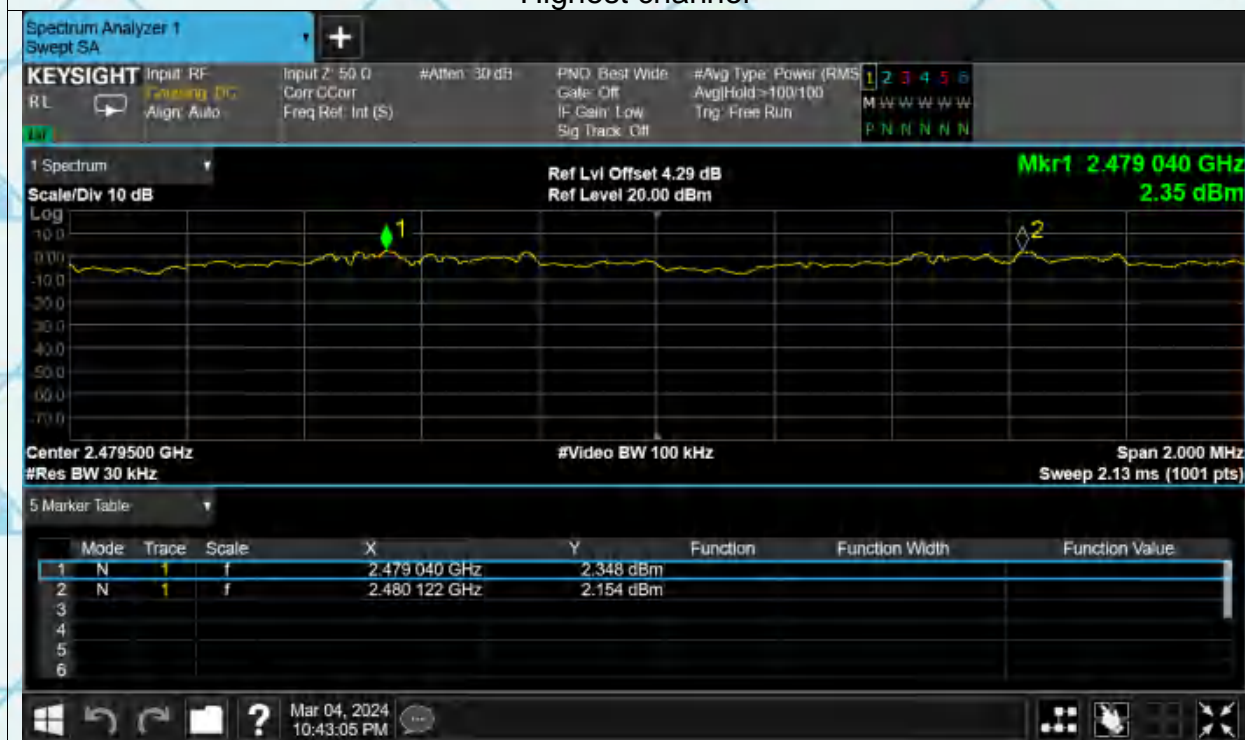 Highest channel
Spectrum Analyzer 1
Swept SA
+
KEYSIGHT Input: RF Input Z: 50 Ω #Atten: 30 dB PNO: Best Wide #Avg Type: Power (RMS 1 2 3 4 5 6
RL Coupling: DC Corr CCorr Gate: Off Avg|Hold:>100/100 M W W W W W
Align: Auto Freq Ref: Int (S) IF Gain: Low Trig: Free Run
Sig Track: Off P N N N N N
1 Spectrum Ref Lvl Offset 4.29 dB Mkr1 2.479 040 GHz
Scale/Div 10 dB Ref Level 20.00 dBm 2.35 dBm
Log
10.0
0.00
-10.0
-20.0
-30.0
-40.0
-50.0
-60.0
-70.0
1
2
Center 2.479500 GHz #Video BW 100 kHz Span 2.000 MHz
#Res BW 30 kHz Sweep 2.13 ms (1001 pts)
5 Marker Table
Mode Trace Scale X Y Function Function Width Function Value
1 N 1 f 2.479 040 GHz 2.348 dBm
2 N 1 f 2.480 122 GHz 2.154 dBm
3
4
5
6
? Mar 04, 2024
10:43:05 PM